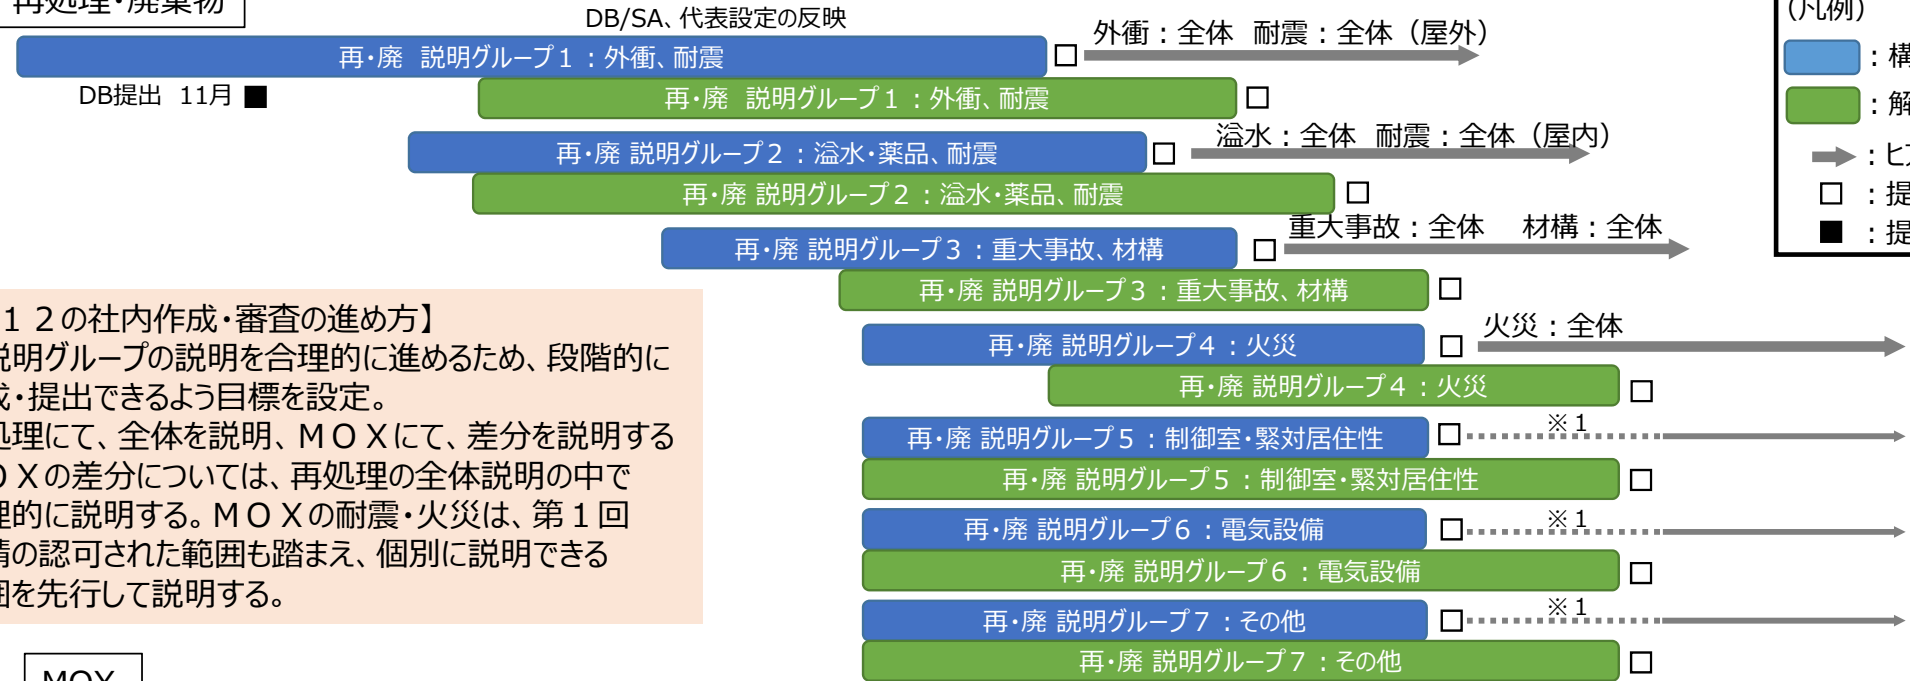 再処理・廃棄物
DB/SA、代表設定の反映
(凡例)
再・廃 説明グループ1：外衝、耐震
外衝：全体 耐震：全体（屋外）
：構
DB提出 11月 ■
再・廃 説明グループ1：外衝、耐震
：解
再・廃 説明グループ2：溢水・薬品、耐震
溢水：全体 耐震：全体（屋内）
：ヒア
再・廃 説明グループ2：溢水・薬品、耐震
□：提
再・廃 説明グループ3：重大事故、材構
重大事故：全体 材構：全体
■：提
再・廃 説明グループ3：重大事故、材構
１２の社内作成・審査の進め方】
説明グループの説明を合理的に進めるため、段階的に
成・提出できるよう目標を設定。
処理にて、全体を説明、ＭＯＸにて、差分を説明する
ＯＸの差分については、再処理の全体説明の中で
理的に説明する。ＭＯＸの耐震・火災は、第１回
請の認可された範囲も踏まえ、個別に説明できる
囲を先行して説明する。
再・廃 説明グループ4：火災
火災：全体
再・廃 説明グループ4：火災
再・廃 説明グループ5：制御室・緊対居住性
※1
再・廃 説明グループ5：制御室・緊対居住性
再・廃 説明グループ6：電気設備
※1
再・廃 説明グループ6：電気設備
再・廃 説明グループ7：その他
※1
再・廃 説明グループ7：その他
MOX